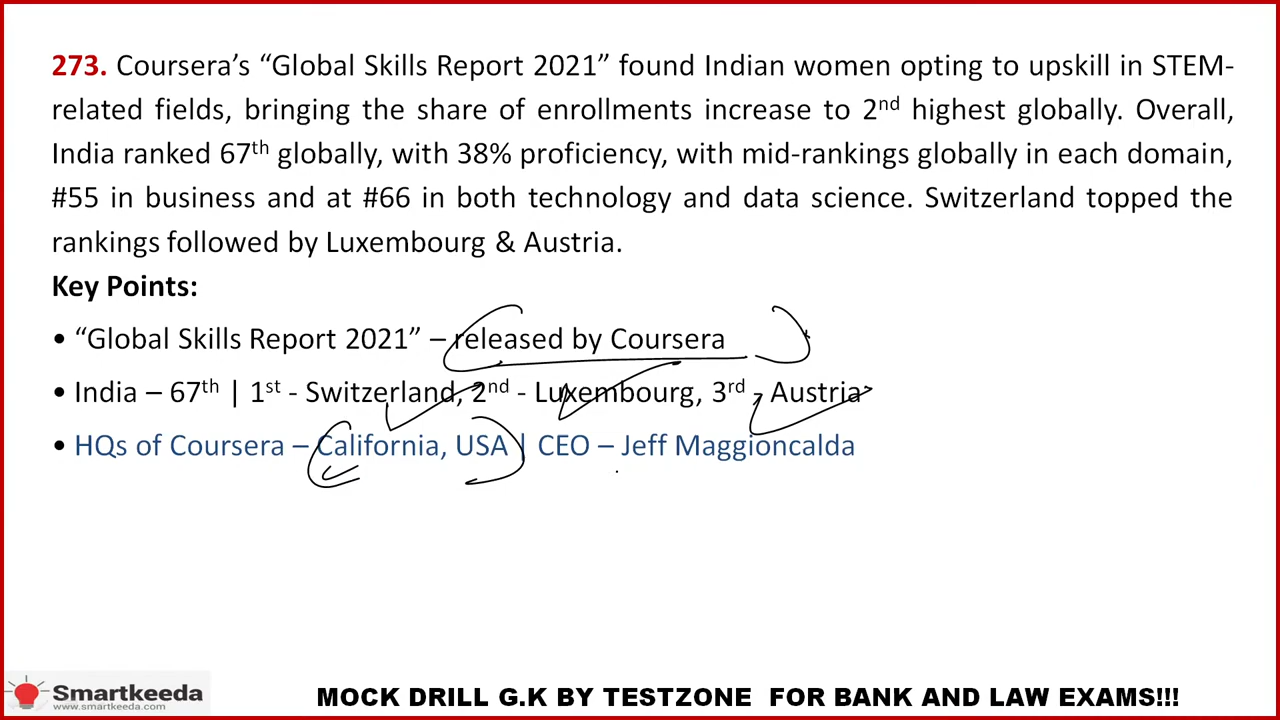 273. Coursera’s “Global Skills Report 2021” found Indian women opting to upskill in STEM-
related fields, bringing the share of enrollments increase to 2nd highest globally. Overall,
India ranked 67th globally, with 38% proficiency, with mid-rankings globally in each domain,
#55 in business and at #66 in both technology and data science. Switzerland topped the
rankings followed by Luxembourg & Austria.
Key Points:
• “Global Skills Report 2021” – released by Coursera
• India – 67th | 1st - Switzerland, 2nd - Luxembourg, 3rd - Austria
• HQs of Coursera – California, USA | CEO – Jeff Maggioncalda
Smartkeeda
www.smartkeeda.com
MOCK DRILL G.K BY TESTZONE FOR BANK AND LAW EXAMS!!!